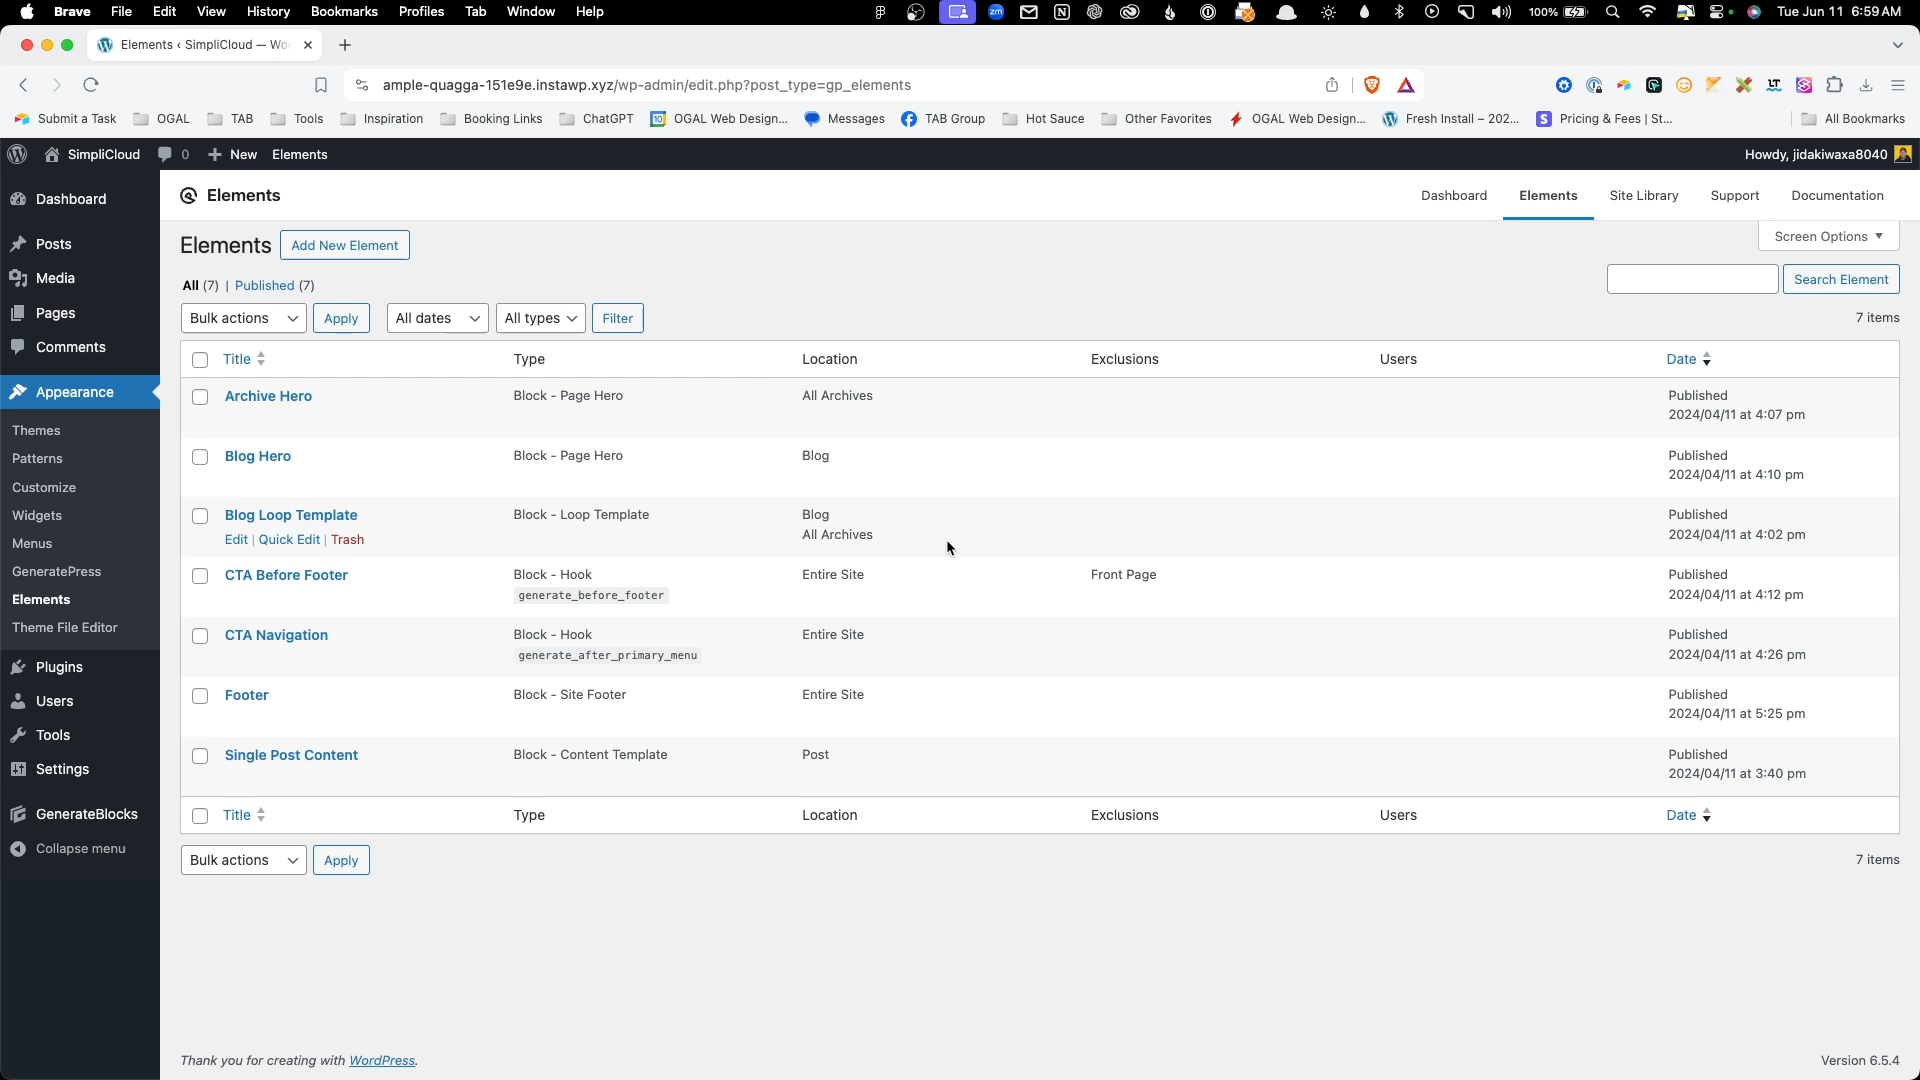 Brave File Edit View History Bookmarks Profiles Tab Window Help 100% Tue Jun 11 6:59 AM
Elements ‹ SimpliCloud — Wo
ample-quagga-151e9e.instawp.xyz/wp-admin/edit.php?post_type=gp_elements
Submit a Task OGAL TAB Tools Inspiration Booking Links ChatGPT OGAL Web Design... Messages TAB Group Hot Sauce Other Favorites OGAL Web Design... Fresh Install – 202... Pricing & Fees | St... All Bookmarks
SimpliCloud 0 New Elements Howdy, jidakiwaxa8040
Dashboard
Posts
Media
Pages
Comments
Appearance
Themes
Patterns
Customize
Widgets
Menus
GeneratePress
Elements
Theme File Editor
Plugins
Users
Tools
Settings
GenerateBlocks
Collapse menu
Elements Dashboard Elements Site Library Support Documentation
Elements Add New Element Screen Options
All (7) | Published (7) Search Element
Bulk actions Apply All dates All types Filter 7 items
Title Type Location Exclusions Users Date
Archive Hero Block - Page Hero All Archives Published
2024/04/11 at 4:07 pm
Blog Hero Block - Page Hero Blog Published
2024/04/11 at 4:10 pm
Blog Loop Template Block - Loop Template Blog Published
Edit | Quick Edit | Trash All Archives 2024/04/11 at 4:02 pm
CTA Before Footer Block - Hook Entire Site Front Page Published
generate_before_footer 2024/04/11 at 4:12 pm
CTA Navigation Block - Hook Entire Site Published
generate_after_primary_menu 2024/04/11 at 4:26 pm
Footer Block - Site Footer Entire Site Published
2024/04/11 at 5:25 pm
Single Post Content Block - Content Template Post Published
2024/04/11 at 3:40 pm
Title Type Location Exclusions Users Date
Bulk actions Apply 7 items
Thank you for creating with WordPress. Version 6.5.4